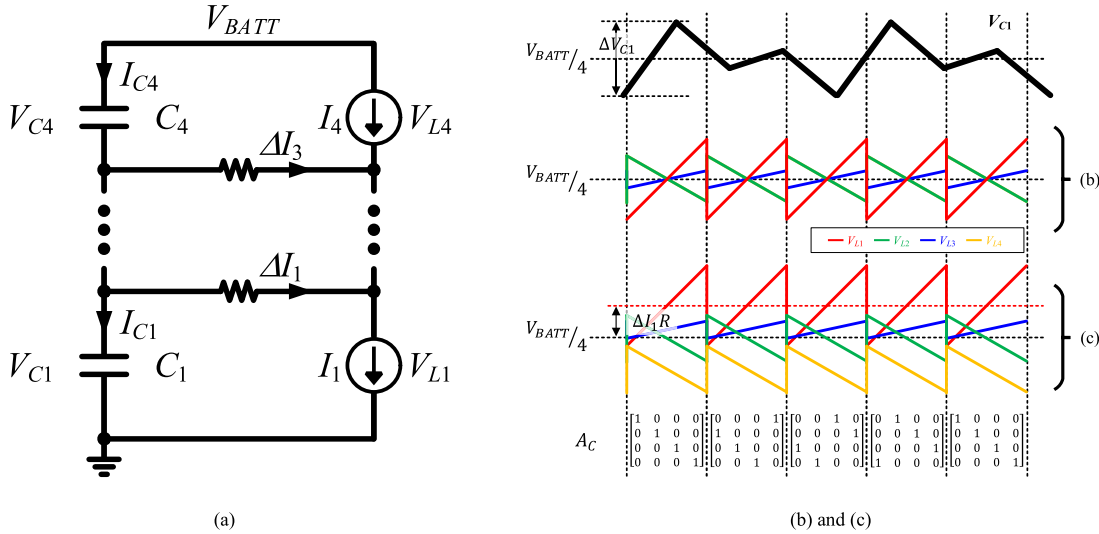 V_BATT
I_C4
V_C4 C_4 I_4 V_L4
ΔI_3
ΔI_1
I_C1
V_C1 C_1 I_1 V_L1
(a)
V_C1
V_BATT/4 ΔV_C1
V_BATT/4 (b)
V_L1 V_L2 V_L3 V_L4
ΔI_1R
V_BATT/4 (c)
A_C
[1 0 0 0] [0 0 0 1] [0 0 1 0] [0 1 0 0] [1 0 0 0]
[0 1 0 0] [1 0 0 0] [0 0 0 1] [0 0 1 0] [0 1 0 0]
[0 0 1 0] [0 1 0 0] [1 0 0 0] [0 0 0 1] [0 0 1 0]
[0 0 0 1] [0 0 1 0] [0 1 0 0] [1 0 0 0] [0 0 0 1]
(b) and (c)